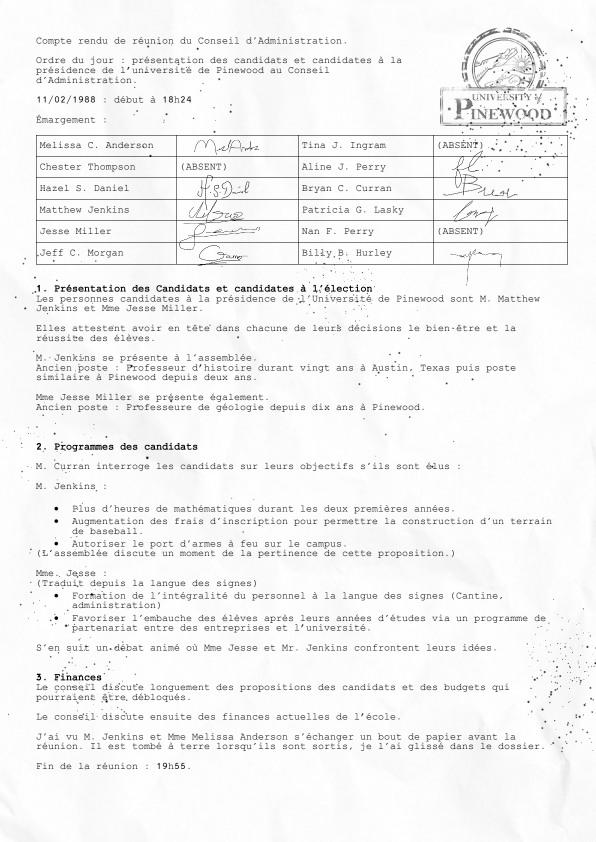 Compte rendu de réunion du Conseil d'Administration.
Ordre du jour : présentation des candidats et candidates à la
présidence de l'université de Pinewood au Conseil
d'Administration.
11/02/1988 : début à 18h24
UNIVERSITY of
PINEWOOD
Émargement :
Melissa C. Anderson Tina J. Ingram (ABSENT)
Chester Thompson (ABSENT) Aline J. Perry
Hazel S. Daniel H.S Daniel Bryan C. Curran
Matthew Jenkins Patricia G. Lasky
Jesse Miller Nan F. Perry (ABSENT)
Jeff C. Morgan Billy B. Hurley
1. Présentation des Candidats et candidates à l'élection
Les personnes candidates à la présidence de l'Université de Pinewood sont M. Matthew
Jenkins et Mme Jesse Miller.
Elles attestent avoir en tête dans chacune de leurs décisions le bien-être et la
réussite des élèves.
M. Jenkins se présente à l'assemblée.
Ancien poste : Professeur d'histoire durant vingt ans à Austin, Texas puis poste
similaire à Pinewood depuis deux ans.
Mme Jesse Miller se présente également.
Ancien poste : Professeure de géologie depuis dix ans à Pinewood.
2. Programmes des candidats
M. Curran interroge les candidats sur leurs objectifs s'ils sont élus :
M. Jenkins :
• Plus d'heures de mathématiques durant les deux premières années.
• Augmentation des frais d'inscription pour permettre la construction d'un terrain
de baseball.
• Autoriser le port d'armes à feu sur le campus.
(L'assemblée discute un moment de la pertinence de cette proposition.)
Mme. Jesse :
(Traduit depuis la langue des signes)
• Formation de l'intégralité du personnel à la langue des signes (Cantine,
administration)
• Favoriser l'embauche des élèves après leurs années d'études via un programme de
partenariat entre des entreprises et l'université.
S'en suit un débat animé où Mme Jesse et Mr. Jenkins confrontent leurs idées.
3. Finances
Le conseil discute longuement des propositions des candidats et des budgets qui
pourraient être débloqués.
Le conseil discute ensuite des finances actuelles de l'école.
J'ai vu M. Jenkins et Mme Melissa Anderson s'échanger un bout de papier avant la
réunion. Il est tombé à terre lorsqu'ils sont sortis, je l'ai glissé dans le dossier.
Fin de la réunion : 19h55.